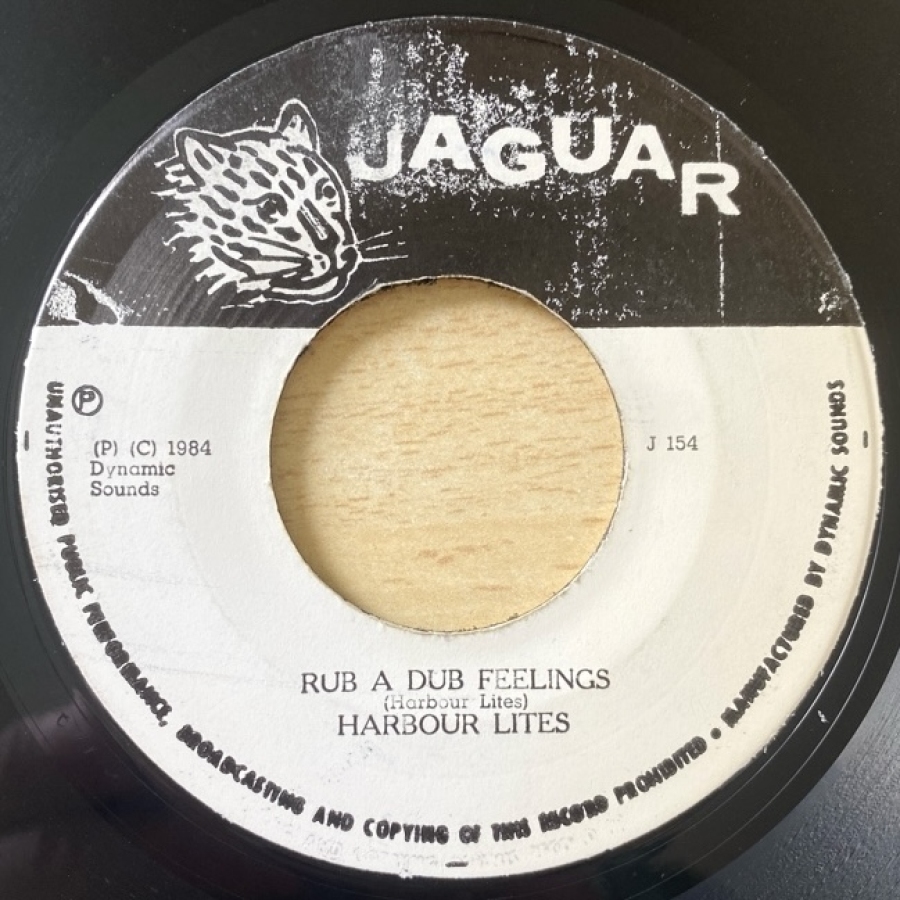 JAGUAR
Ⓟ
(P) (C) 1984
Dynamic
Sounds
J 154
RUB A DUB FEELINGS
(Harbour Lites)
HARBOUR LITES
UNAUTHORISED PUBLIC PERFORMANCE, BROADCASTING AND COPYING OF THIS RECORD PROHIBITED • MANUFACTURED BY DYNAMIC SOUNDS